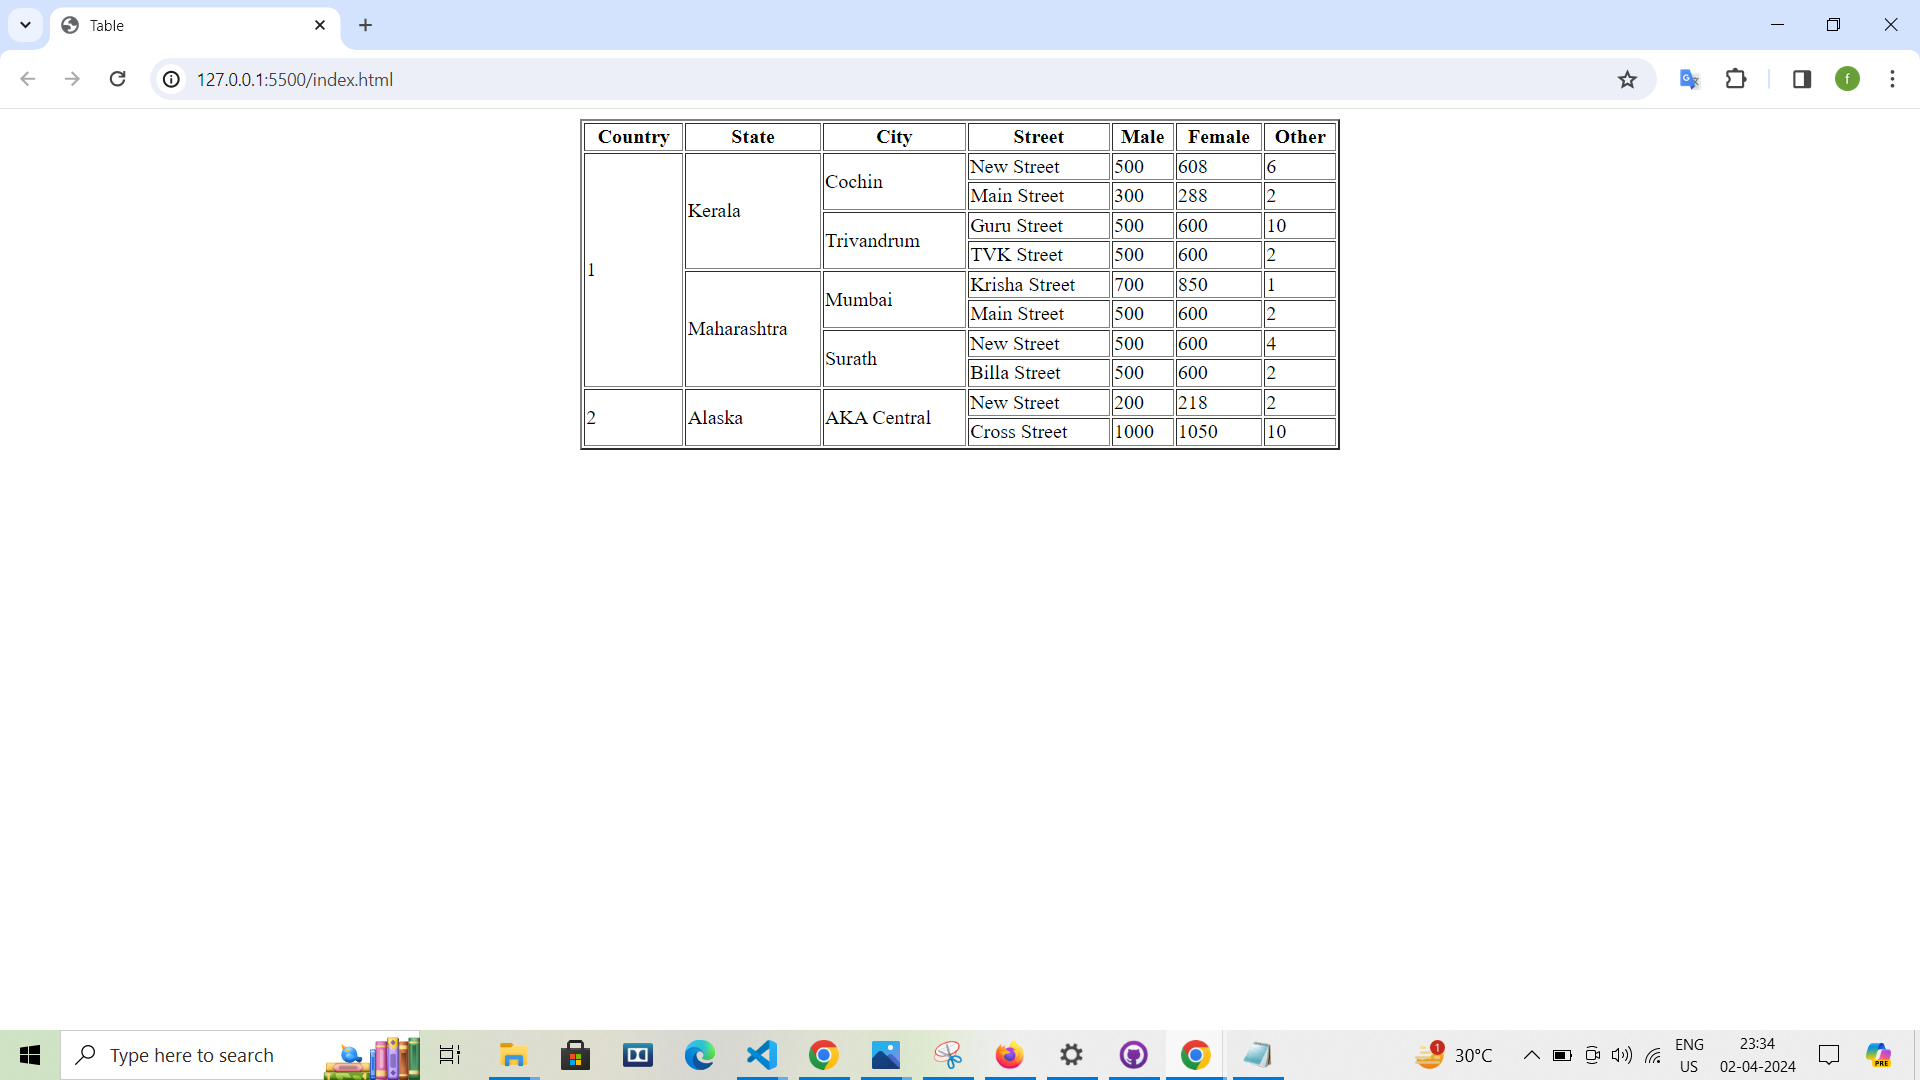 Table
127.0.0.1:5500/index.html
f
Country State City Street Male Female Other
1 Kerala Cochin New Street 500 608 6
Main Street 300 288 2
Trivandrum Guru Street 500 600 10
TVK Street 500 600 2
Maharashtra Mumbai Krisha Street 700 850 1
Main Street 500 600 2
Surath New Street 500 600 4
Billa Street 500 600 2
2 Alaska AKA Central New Street 200 218 2
Cross Street 1000 1050 10
Type here to search
1
30°C
ENG
US
23:34
02-04-2024
PRE